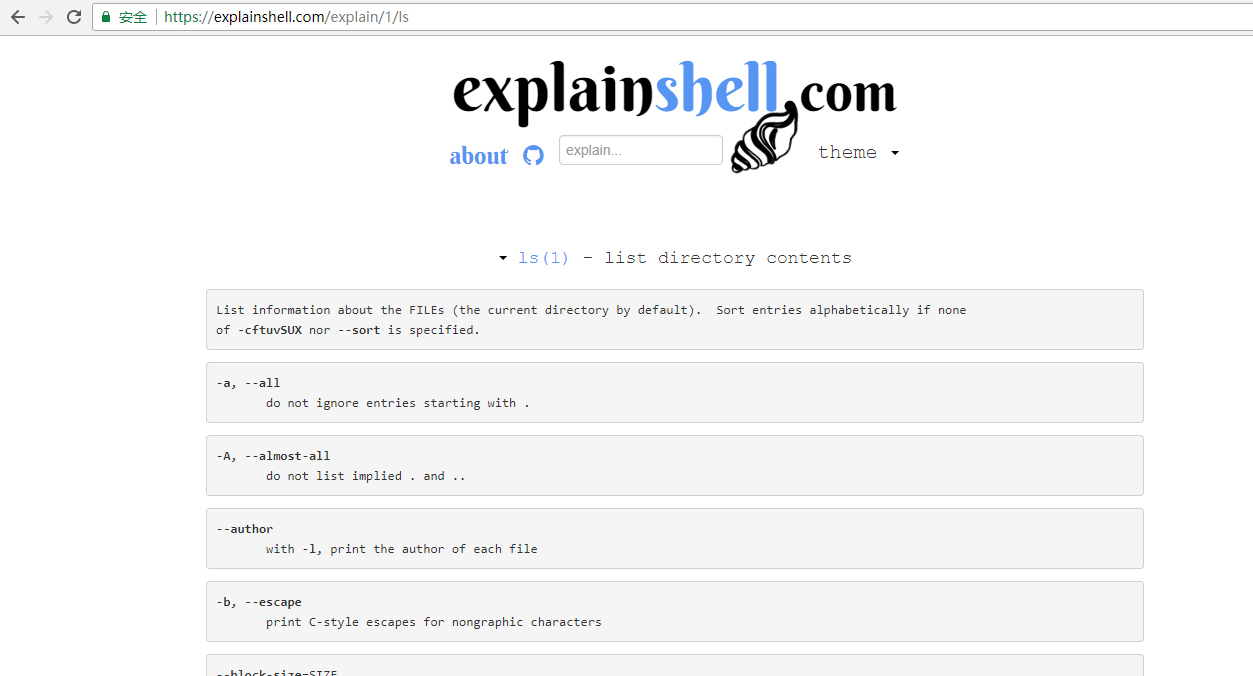 安全 https://explainshell.com/explain/1/ls
explainshell.com
about explain... theme
ls(1) - list directory contents
List information about the FILEs (the current directory by default).  Sort entries alphabetically if none
of -cftuvSUX nor --sort is specified.
-a, --all
do not ignore entries starting with .
-A, --almost-all
do not list implied . and ..
--author
with -l, print the author of each file
-b, --escape
print C-style escapes for nongraphic characters
--block-size=SIZE